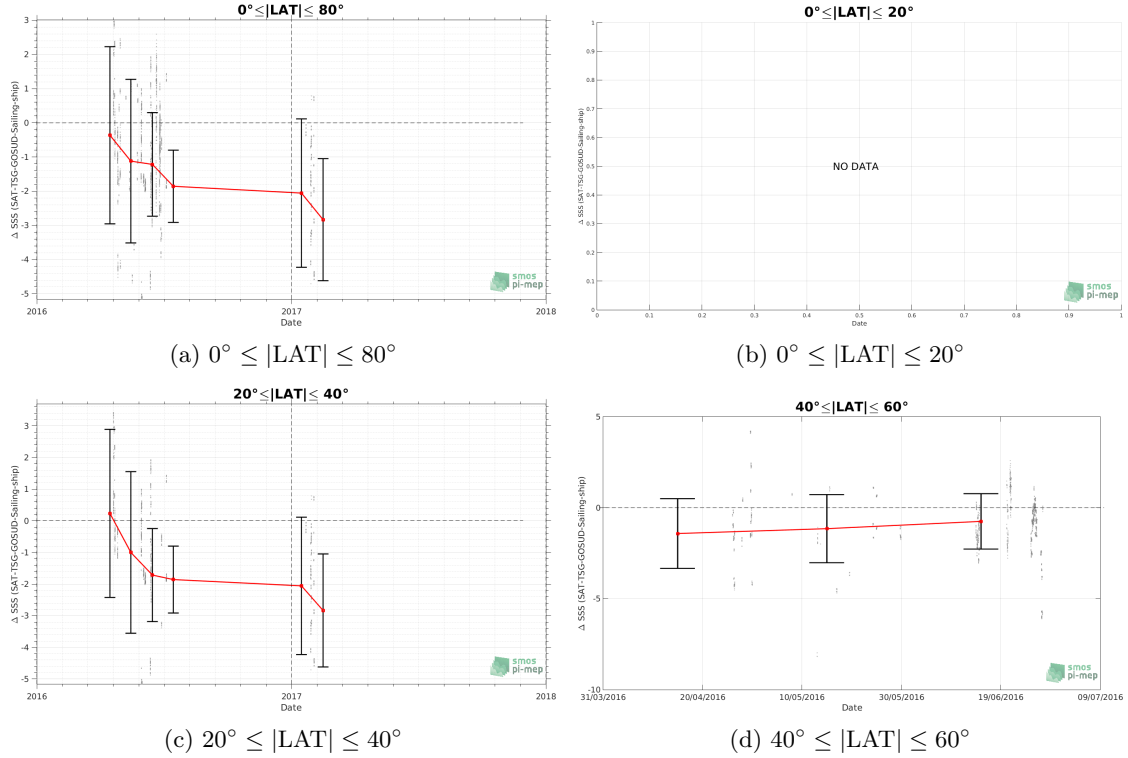 0°≤|LAT|≤ 80°
3
2
1
0
-1
-2
-3
-4
-5
Δ SSS (SAT-TSG-GOSUD-Sailing-ship)
2016
2017
2018
Date
smos
pi-mep
(a) 0° ≤ |LAT| ≤ 80°
0°≤|LAT|≤ 20°
1
0.9
0.8
0.7
0.6
0.5
0.4
0.3
0.2
0.1
0
Δ SSS (SAT-TSG-GOSUD-Sailing-ship)
NO DATA
0 0.1 0.2 0.3 0.4 0.5 0.6 0.7 0.8 0.9 1
Date
smos
pi-mep
(b) 0° ≤ |LAT| ≤ 20°
20°≤|LAT|≤ 40°
3
2
1
0
-1
-2
-3
-4
-5
Δ SSS (SAT-TSG-GOSUD-Sailing-ship)
2016
2017
2018
Date
smos
pi-mep
(c) 20° ≤ |LAT| ≤ 40°
40°≤|LAT|≤ 60°
5
0
-5
-10
Δ SSS (SAT-TSG-GOSUD-Sailing-ship)
31/03/2016 20/04/2016 10/05/2016 30/05/2016 19/06/2016 09/07/2016
Date
smos
pi-mep
(d) 40° ≤ |LAT| ≤ 60°